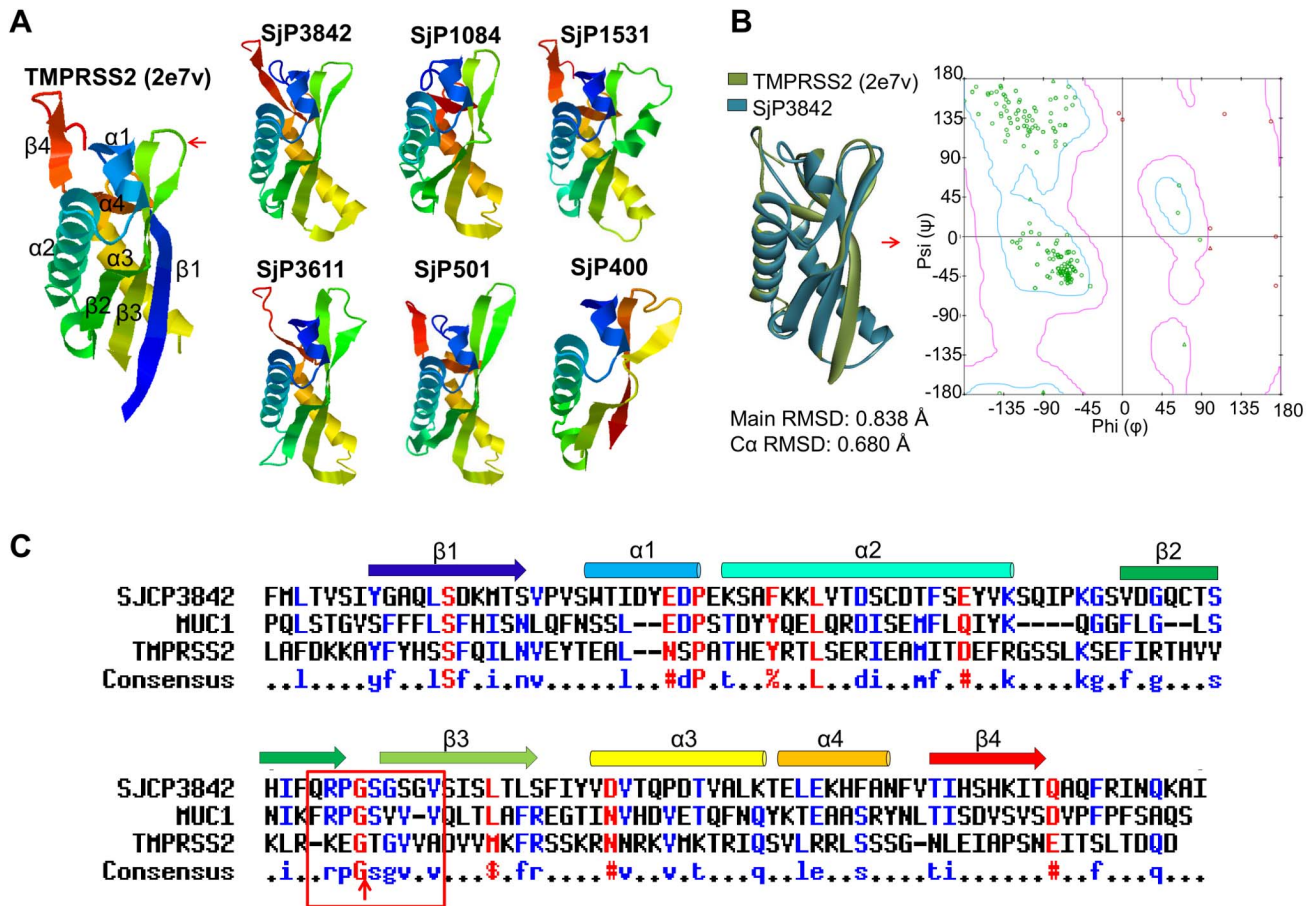 A
TMPRSS2 (2e7v)
SjP3842
SjP1084
SjP1531
α1
β4
α4
α2
α3
β1
β2
β3
SjP3611
SjP501
SjP400
B
TMPRSS2 (2e7v)
SjP3842
Main RMSD: 0.838 Å
Cα RMSD: 0.680 Å
180
135
90
45
0
-45
-90
-135
-180
Psi (ψ)
-135 -90 -45 0 45 90 135 180
Phi (φ)
C
β1 α1 α2 β2
SJCP3842 FMLTVSIYGAQLSDKMTSVPVSWTIDYEDPEKSAFKKLVTDSCDTFSEYVKSQIPKGSVDGQCTS
MUC1 PQLSTGVSFFFLSFHISNLQFNSSL--EDPSTDYYQELQRDISEMFLQIYK----QGGFLG--LS
TMPRSS2 LAFDKKAYFYHSSFQILNVEYTEAL--NSPATHEYRTLSERIEAMITDEFRGSSLKSEFIRTHVV
Consensus ..l....yf..lSf.i.nv.....l..#dP.t..%..L..di..mf.#..k....kg.f.g...s
β3 α3 α4 β4
SJCP3842 HIFQRPGSGSGVSISLTLSFIYVDVTQPDTVALKTELEKHFANFVTIHSHKITQAQFRINQKAI
MUC1 NIKFRPGSVV-VQLTLAFREGTINVHDVETQFNQYKTEAASRYNLTISDVSVSDVPFPFSAQS
TMPRSS2 KLR-KEGTGVVADVVMKFRSSKRNNRKVMKTRIQSVLRRLSSSG-NLEIAPSNEITSLTDQD
Consensus .i..rpGsgv.v...$.fr....#v.v..t...q...le..s....ti......#...f...q..